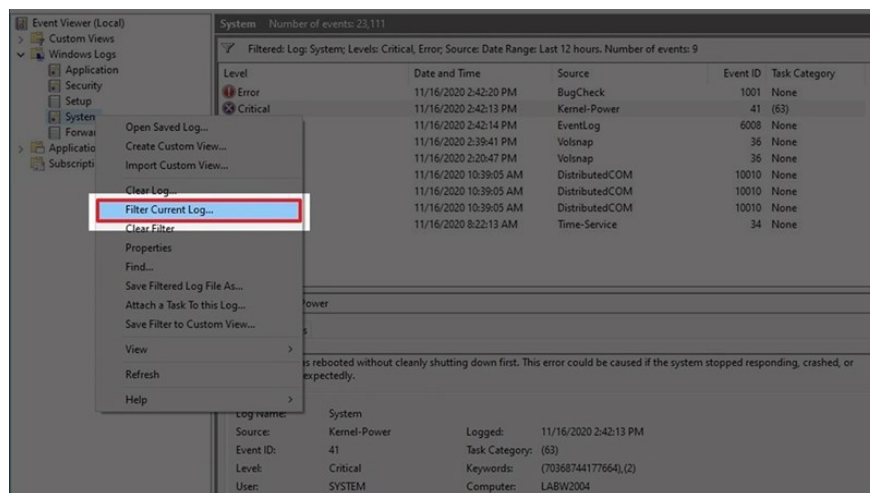 Event Viewer (Local)
Custom Views
Windows Logs
Application
Security
Setup
System
Forwar
Applicatio
Subscripti
System Number of events: 23,111
Filtered: Log: System; Levels: Critical, Error; Source: Date Range: Last 12 hours. Number of events: 9
Level Date and Time Source Event ID Task Category
Error 11/16/2020 2:42:20 PM BugCheck 1001 None
Critical 11/16/2020 2:42:13 PM Kernel-Power 41 (63)
11/16/2020 2:42:14 PM EventLog 6008 None
11/16/2020 2:39:41 PM Volsnap 36 None
11/16/2020 2:20:47 PM Volsnap 36 None
11/16/2020 10:39:05 AM DistributedCOM 10010 None
11/16/2020 10:39:05 AM DistributedCOM 10010 None
11/16/2020 10:39:05 AM DistributedCOM 10010 None
11/16/2020 8:22:13 AM Time-Service 34 None
Open Saved Log...
Create Custom View...
Import Custom View...
Clear Log...
Filter Current Log...
Clear Filter
Properties
Find...
Save Filtered Log File As...
Attach a Task To this Log...
Save Filter to Custom View...
View
Refresh
Help
ower
s
s rebooted without cleanly shutting down first. This error could be caused if the system stopped responding, crashed, or
expectedly.
Log Name: System
Source: Kernel-Power Logged: 11/16/2020 2:42:13 PM
Event ID: 41 Task Category: (63)
Level: Critical Keywords: (70368744177664),(2)
User: SYSTEM Computer: LABW2004